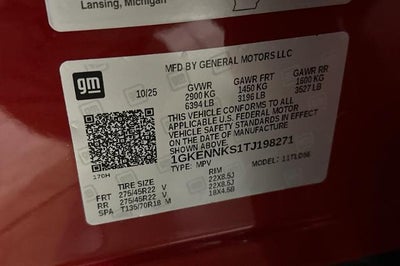 Lansing, Michigan
gm
MFD BY GENERAL MOTORS LLC
10/25
GVWR GAWR FRT GAWR RR
2900 KG 1450 KG 1600 KG
6394 LB 3196 LB 3527 LB
THIS VEHICLE CONFORMS TO ALL
APPLICABLE U.S. FEDERAL MOTOR
VEHICLE SAFETY STANDARDS IN EFFECT
ON THE DATE OF MANUFACTURE
SHOWN ABOVE.
1GKENNKS1TJ198271
170H
TYPE: MPV MODEL: 1
TIRE SIZE RIM
FRT 275/45R22 V 22X8.5J
RR 275/45R22 V 22X8.5J
SPA T135/70R18 M 18X4.5B